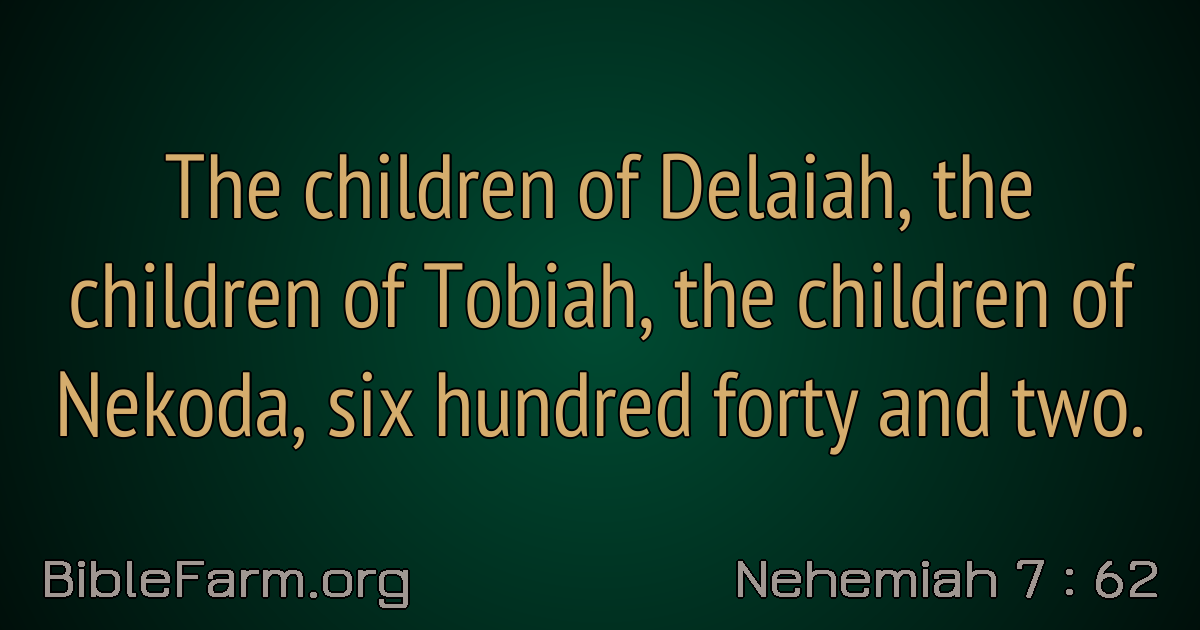 The children of Delaiah, the
children of Tobiah, the children of
Nekoda, six hundred forty and two.
BibleFarm.org
Nehemiah 7 : 62